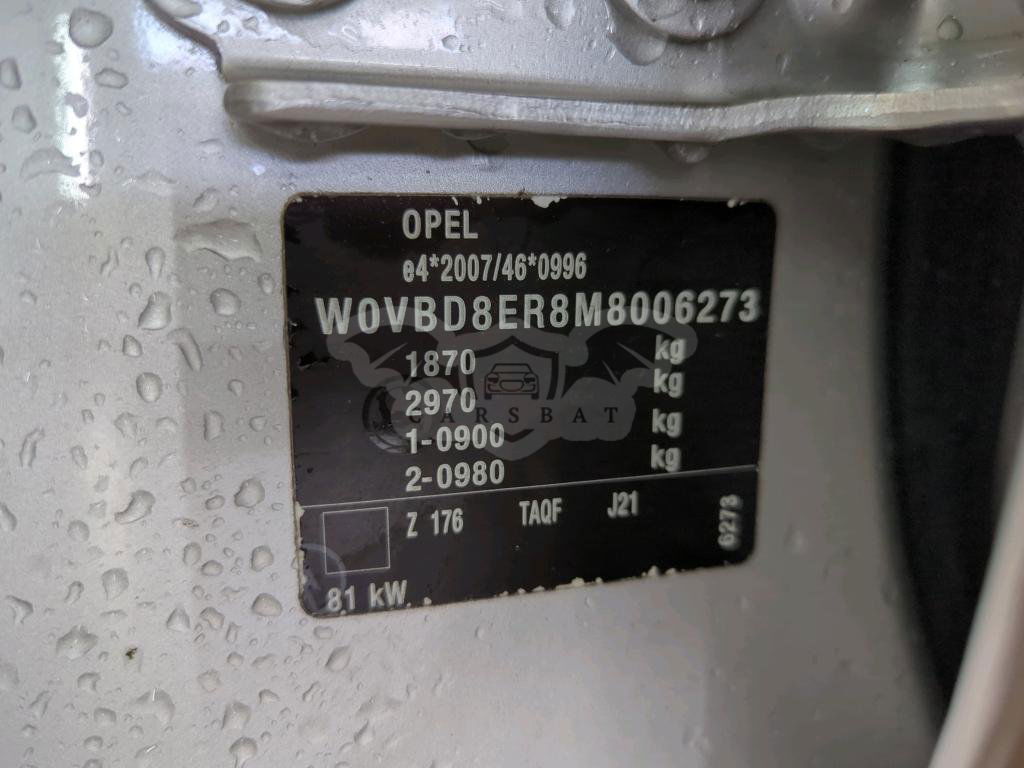 OPEL
e4*2007/46*0996
W0VBD8ER8M8006273
1870 kg
2970 kg
1-0900 kg
2-0980 kg
CARSBAT
Z 176 TAQF J21
6273
81 kW